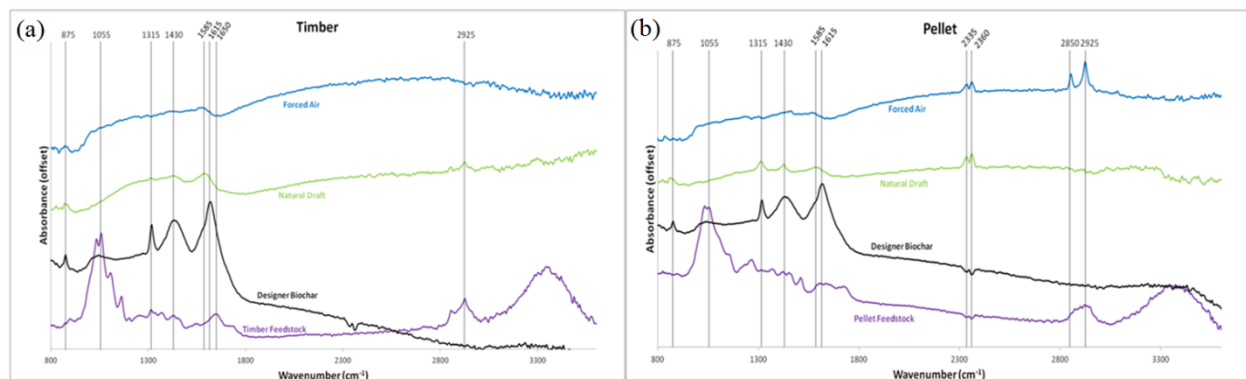 (a)
Timber
875
1055
1315
1430
1585
1615
1650
2925
Forced Air
Natural Draft
Designer Biochar
Timber Feedstock
Absorbance (offset)
800
1300
1800
2300
2800
3300
Wavenumber (cm-1)
(b)
Pellet
875
1055
1315
1430
1585
1615
2335
2360
2850
2925
Forced Air
Natural Draft
Designer Biochar
Pellet Feedstock
Absorbance (offset)
800
1300
1800
2300
2800
3300
Wavenumber (cm-1)